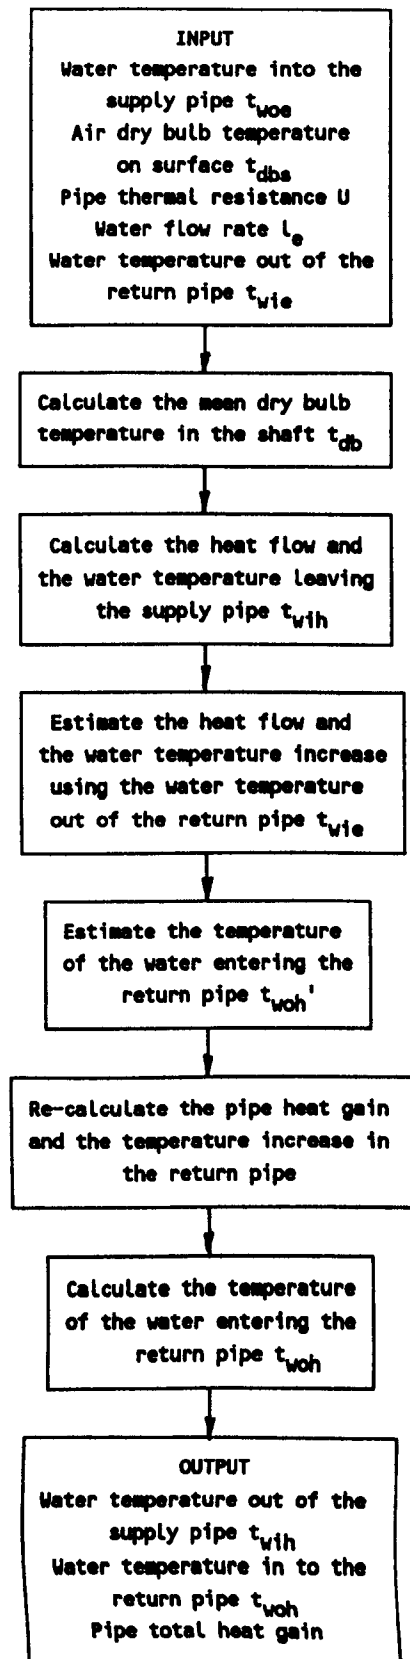 INPUT
Water temperature into the
supply pipe t_woe
Air dry bulb temperature
on surface t_dbs
Pipe thermal resistance U
Water flow rate l_e
Water temperature out of the
return pipe t_wie
Calculate the mean dry bulb
temperature in the shaft t_db
Calculate the heat flow and
the water temperature leaving
the supply pipe t_wih
Estimate the heat flow and
the water temperature increase
using the water temperature
out of the return pipe t_wie
Estimate the temperature
of the water entering the
return pipe t_woh'
Re-calculate the pipe heat gain
and the temperature increase in
the return pipe
Calculate the temperature
of the water entering the
return pipe t_woh
OUTPUT
Water temperature out of the
supply pipe t_wih
Water temperature in to the
return pipe t_woh
Pipe total heat gain